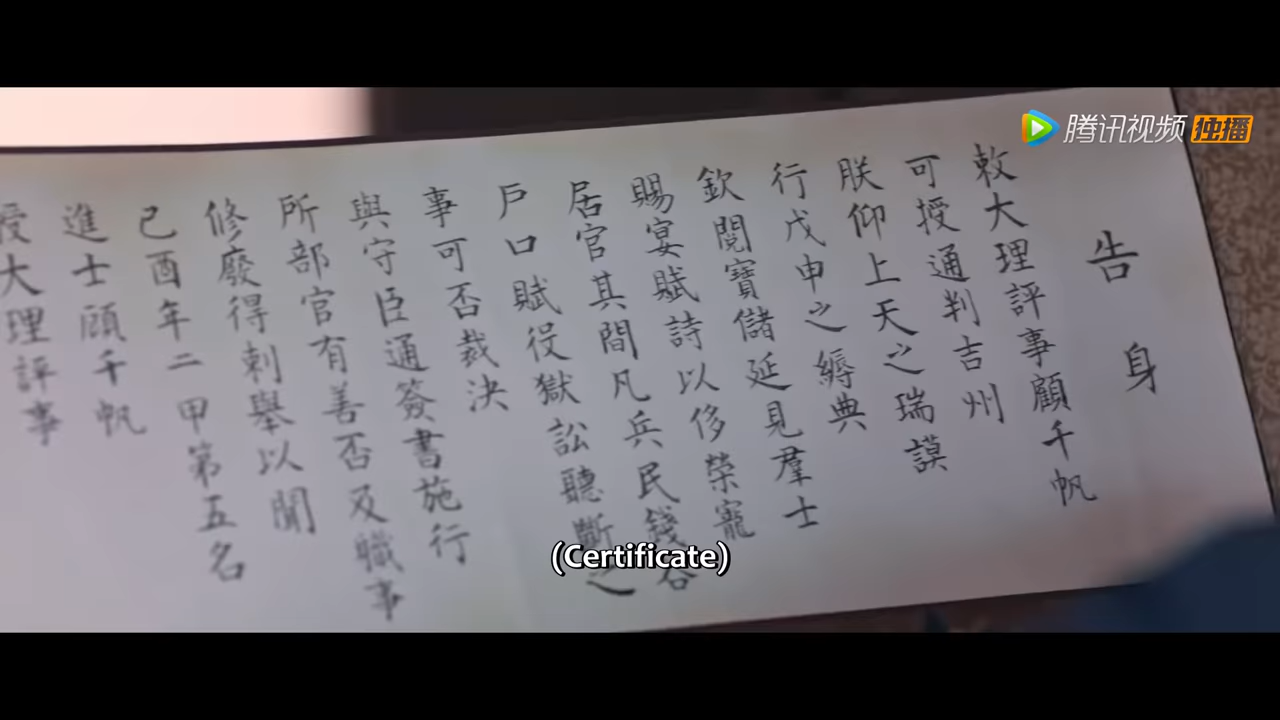 腾讯视频 独播
告身
敕大理評事顧千帆
可授通判吉州
朕仰上天之瑞謨
行戊申之縟典
欽閱寶儲延見羣士
賜宴賦詩以侈榮寵
居官其間凡兵民錢谷
戶口賦役獄訟聽斷之
事可否裁決
與守臣通簽書施行
所部官有善否及職事
修廢得刺舉以聞
己酉年二甲第五名
進士顧千帆
授大理評事
(Certificate)